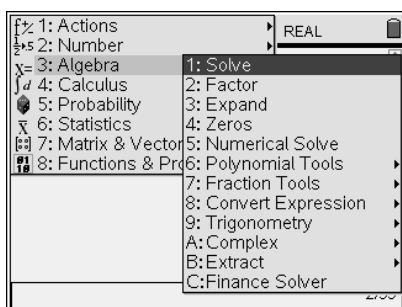 1: Actions
REAL
2: Number
3: Algebra
4: Calculus
5: Probability
6: Statistics
7: Matrix & Vector
8: Functions & Pro
1: Solve
2: Factor
3: Expand
4: Zeros
5: Numerical Solve
6: Polynomial Tools
7: Fraction Tools
8: Convert Expression
9: Trigonometry
A: Complex
B: Extract
C: Finance Solver